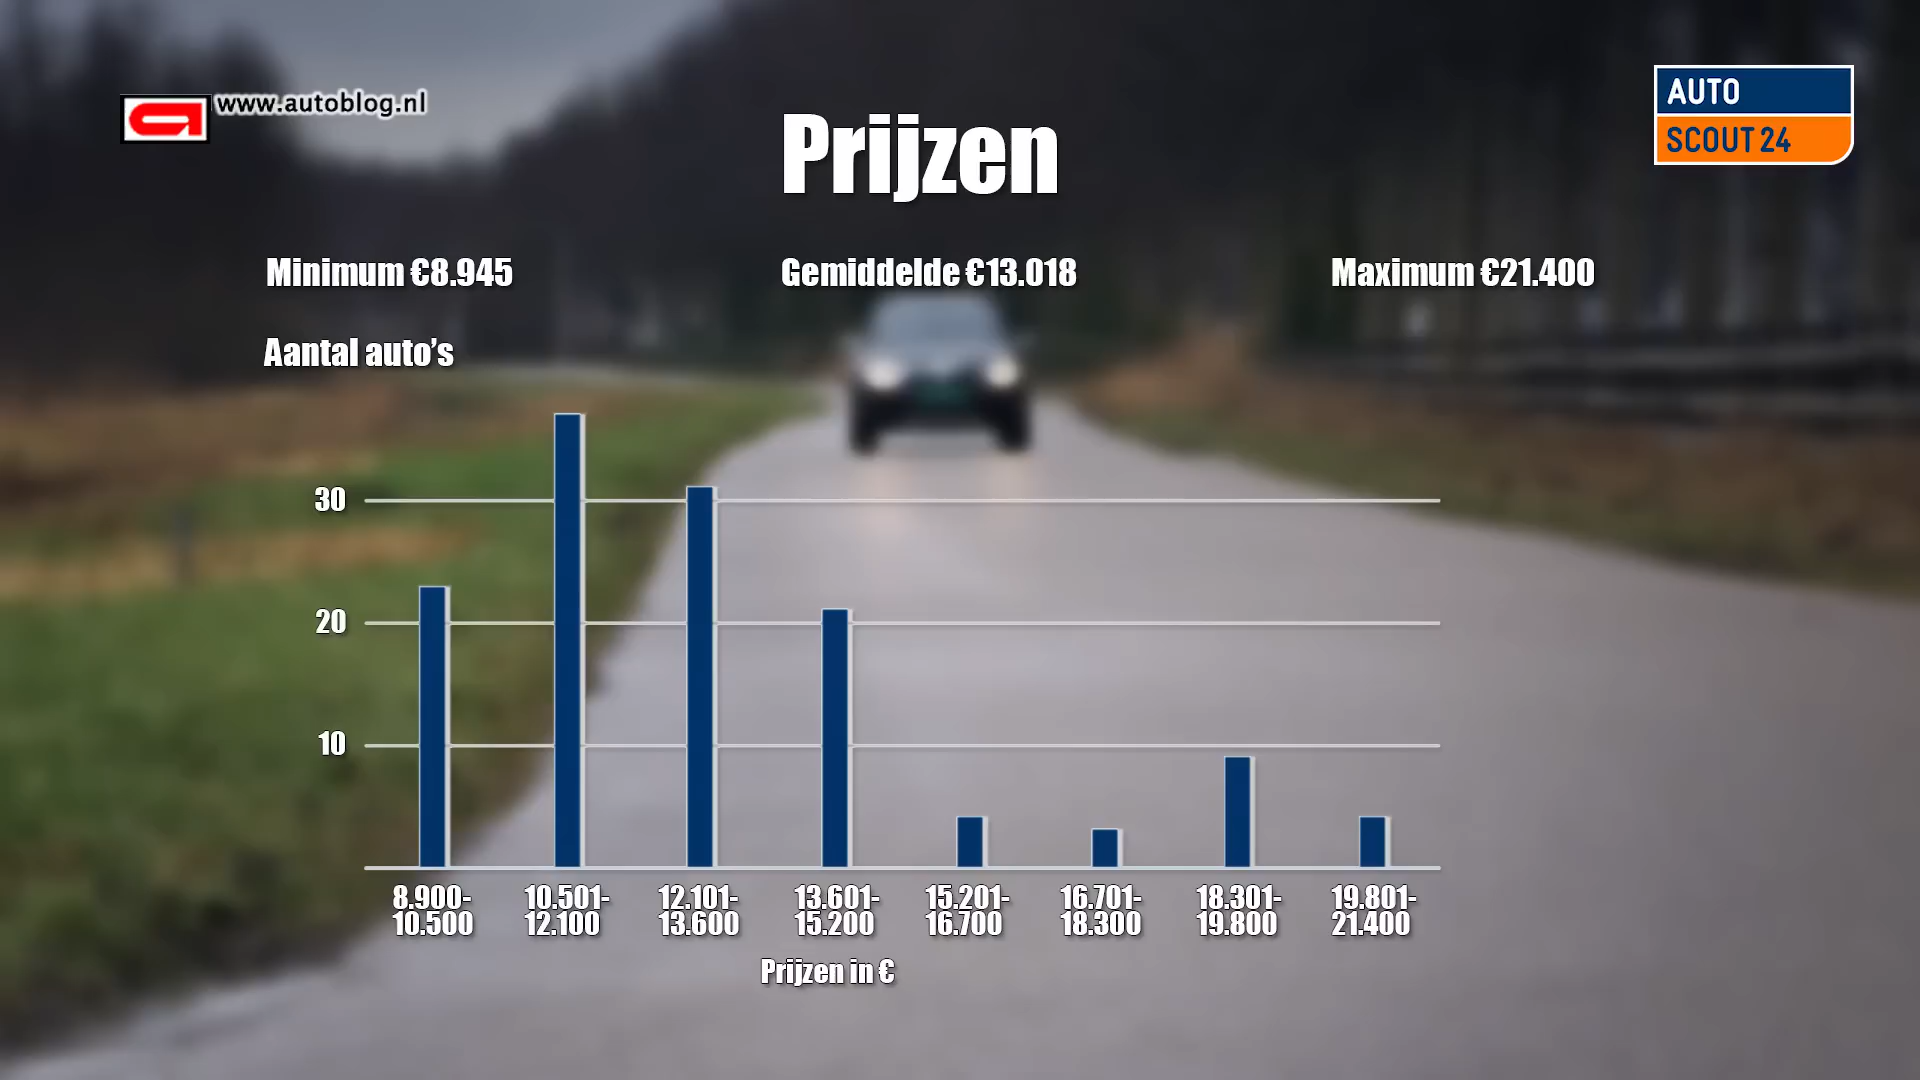 www.autoblog.nl
AUTO
SCOUT 24
Prijzen
Minimum €8.945
Gemiddelde €13.018
Maximum €21.400
Aantal auto's
30
20
10
8.900-
10.500
10.501-
12.100
12.101-
13.600
13.601-
15.200
15.201-
16.700
16.701-
18.300
18.301-
19.800
19.801-
21.400
Prijzen in €